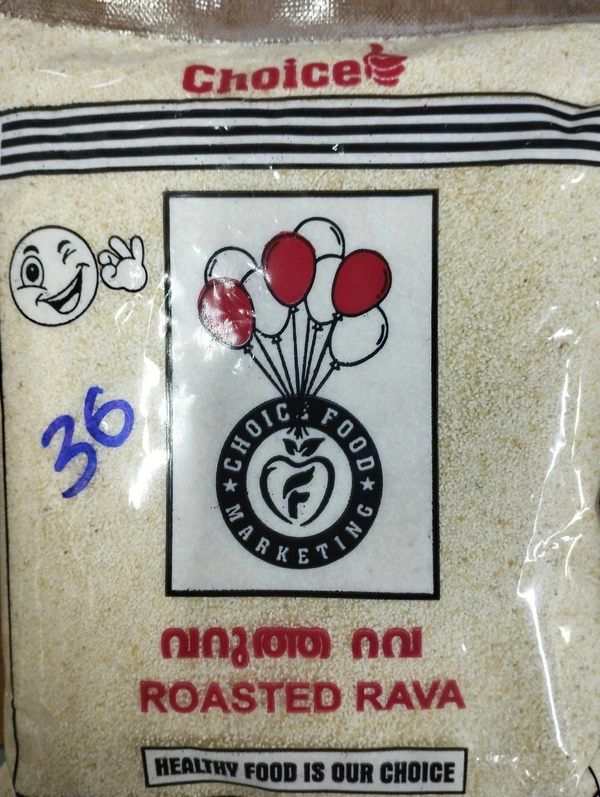 Choice
36
CHOICE FOOD
F
MARKETING
വറുത്ത റവ
ROASTED RAVA
HEALTHY FOOD IS OUR CHOICE